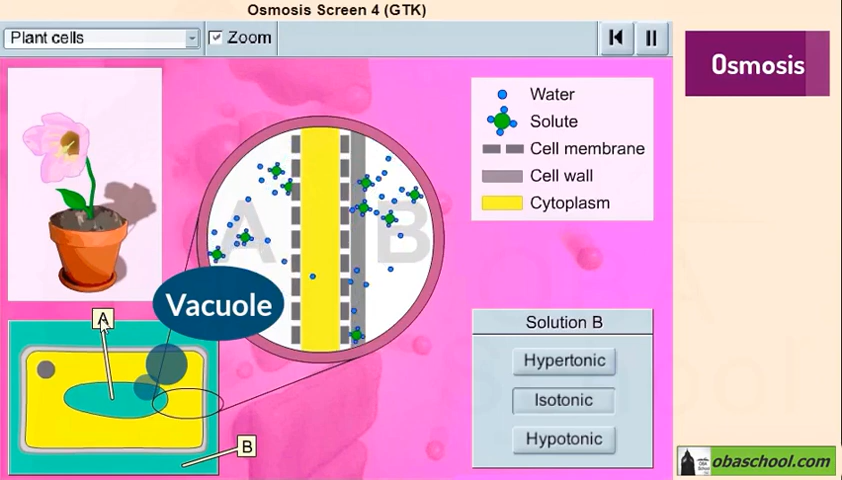 Osmosis Screen 4 (GTK)
Plant cells
Zoom
Osmosis
Water
Solute
Cell membrane
Cell wall
Cytoplasm
A
B
Vacuole
A
B
Solution B
Hypertonic
Isotonic
Hypotonic
obaschool.com